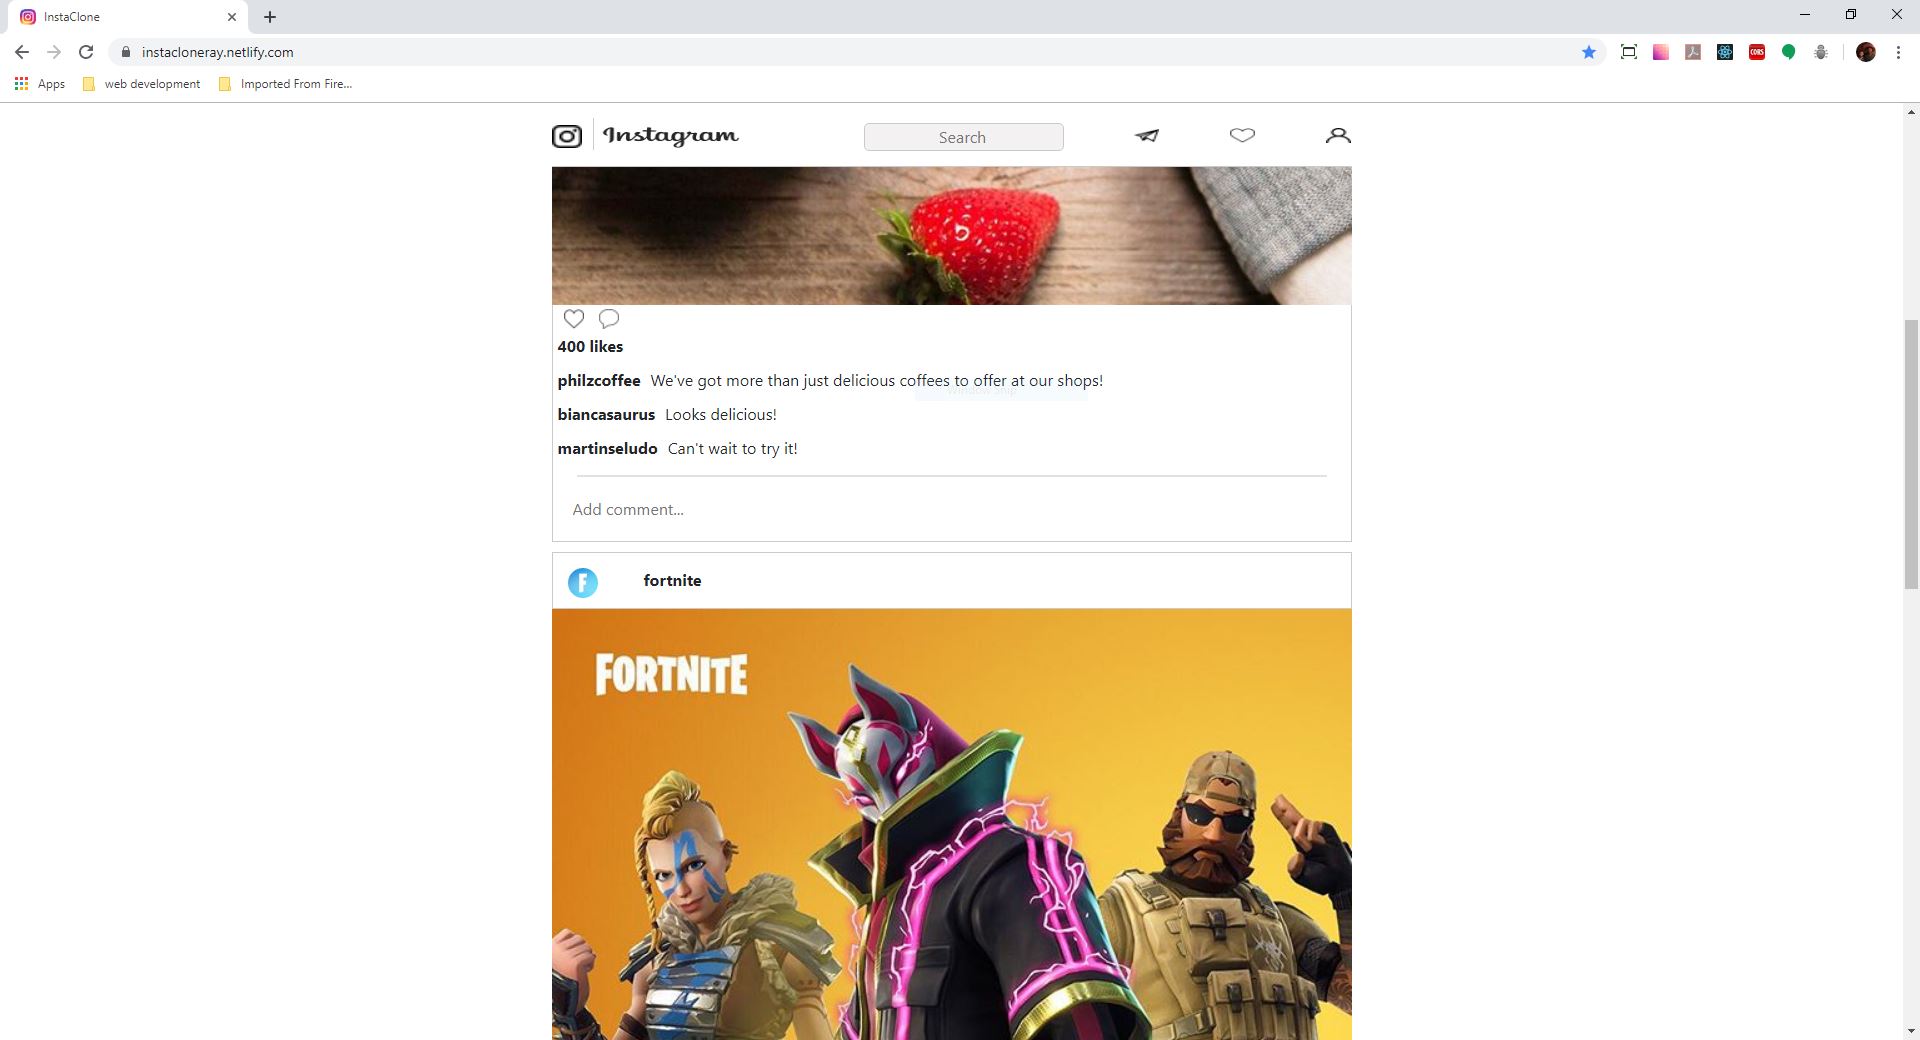 InstaClone
instacloneray.netlify.com
CORS
Apps web development Imported From Fire...
Instagram Search
400 likes
philzcoffee We've got more than just delicious coffees to offer at our shops!
biancasaurus Looks delicious!
martinseludo Can't wait to try it!
Add comment...
F fortnite
FORTNITE